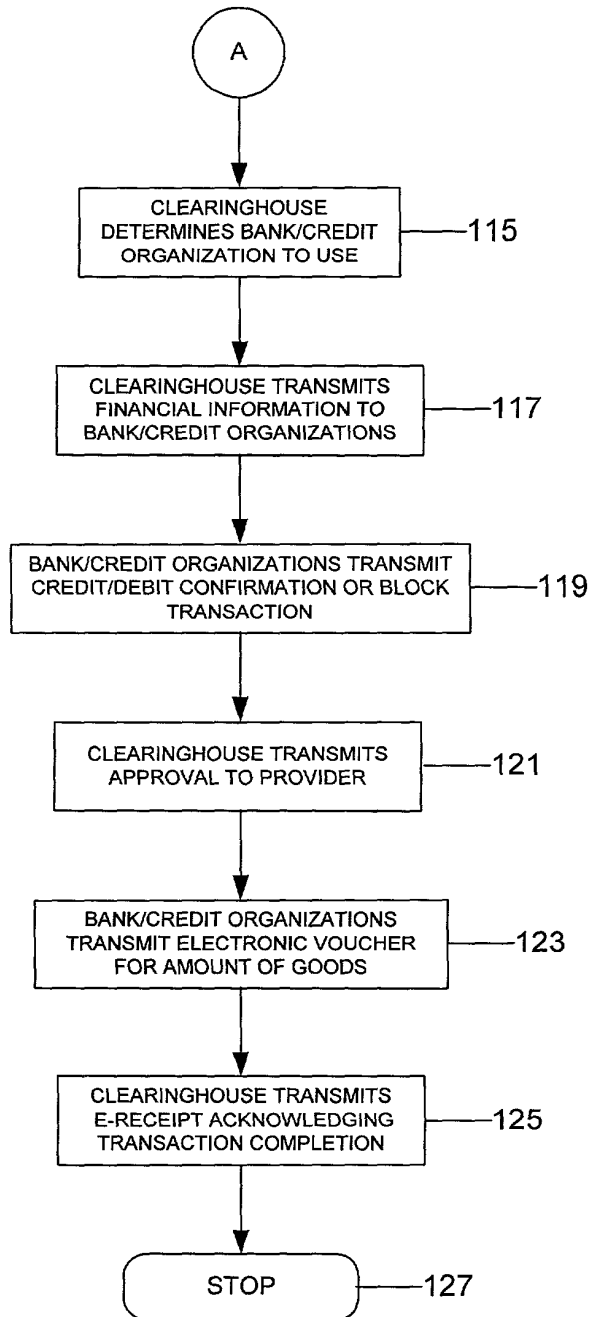 A
CLEARINGHOUSE
DETERMINES BANK/CREDIT
ORGANIZATION TO USE
115
CLEARINGHOUSE TRANSMITS
FINANCIAL INFORMATION TO
BANK/CREDIT ORGANIZATIONS
117
BANK/CREDIT ORGANIZATIONS TRANSMIT
CREDIT/DEBIT CONFIRMATION OR BLOCK
TRANSACTION
119
CLEARINGHOUSE TRANSMITS
APPROVAL TO PROVIDER
121
BANK/CREDIT ORGANIZATIONS
TRANSMIT ELECTRONIC VOUCHER
FOR AMOUNT OF GOODS
123
CLEARINGHOUSE TRANSMITS
E-RECEIPT ACKNOWLEDGING
TRANSACTION COMPLETION
125
STOP
127